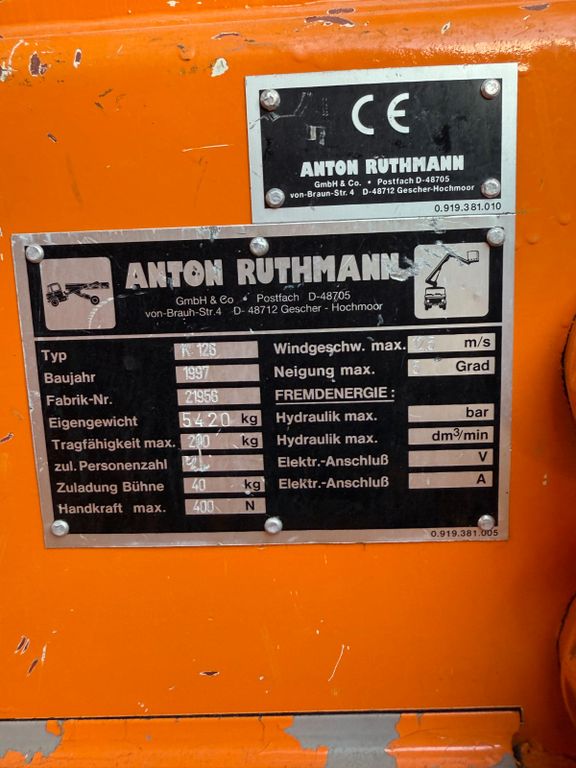 CE
ANTON RUTHMANN
GmbH & Co. • Postfach D-48705
von-Braun-Str. 4 D-48712 Gescher-Hochmoor
0.919.381.010
ANTON RUTHMANN
GmbH & Co • Postfach D-48705
von-Braun-Str.4 D-48712 Gescher - Hochmoor
Typ K 126
Baujahr 1997
Fabrik-Nr. 21956
Eigengewicht 5420 kg
Tragfähigkeit max. 200 kg
zul. Personenzahl
Zuladung Bühne 40 kg
Handkraft max. 400 N
Windgeschw. max. 12,5 m/s
Neigung max. Grad
FREMDENERGIE :
Hydraulik max. bar
Hydraulik max. dm³/min
Elektr.-Anschluß V
Elektr.-Anschluß A
0.919.381.005